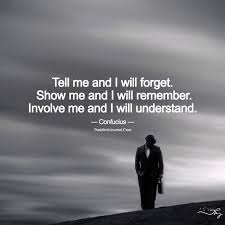 Tell me and I will forget.
Show me and I will remember.
Involve me and I will understand.
— Confucius —
TheMindsJournal.Com